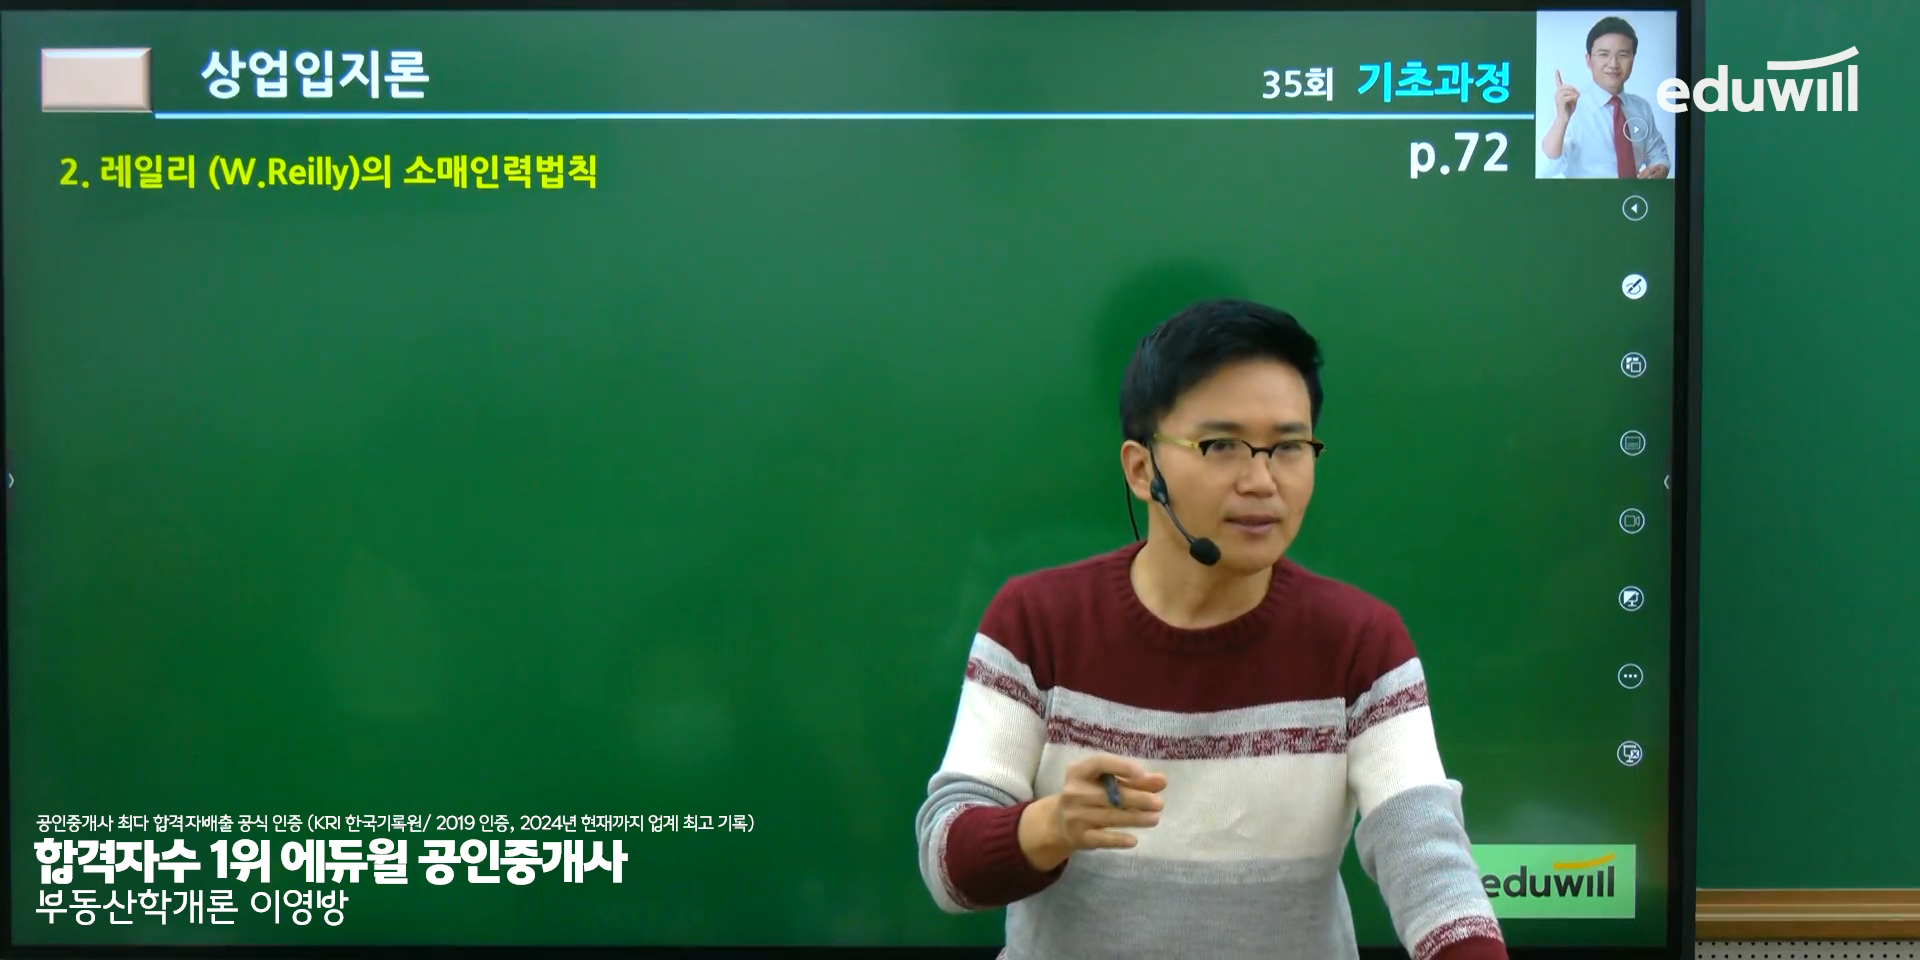 상업입지론
35회 기초과정
eduwill
p.72
2. 레일리 (W.Reilly)의 소매인력법칙
공인중개사 최다 합격자배출 공식 인증 (KRI 한국기록원/ 2019 인증, 2024년 현재까지 업계 최고 기록)
합격자수 1위 에듀윌 공인중개사
부동산학개론 이영방
eduwill